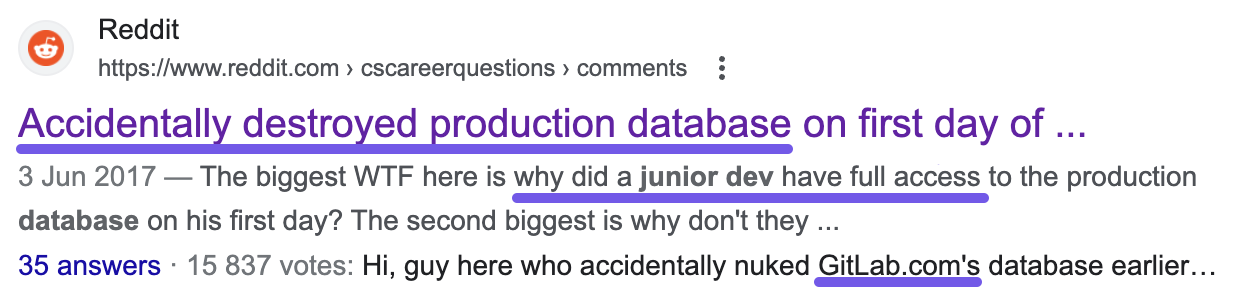 Reddit
https://www.reddit.com › cscareerquestions › comments
Accidentally destroyed production database on first day of ...
3 Jun 2017 — The biggest WTF here is why did a junior dev have full access to the production
database on his first day? The second biggest is why don't they ...
35 answers · 15 837 votes: Hi, guy here who accidentally nuked GitLab.com's database earlier…